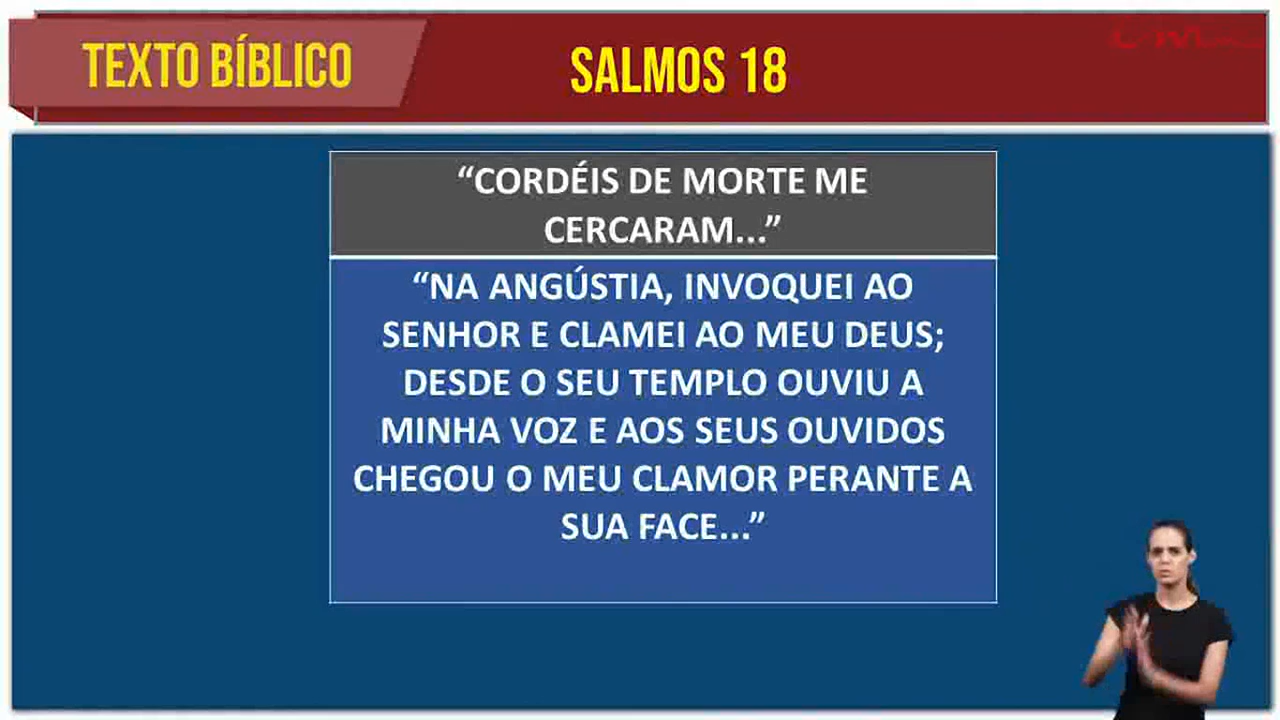 TEXTO BÍBLICO
SALMOS 18
“CORDÉIS DE MORTE ME
CERCARAM...”
“NA ANGÚSTIA, INVOQUEI AO
SENHOR E CLAMEI AO MEU DEUS;
DESDE O SEU TEMPLO OUVIU A
MINHA VOZ E AOS SEUS OUVIDOS
CHEGOU O MEU CLAMOR PERANTE A
SUA FACE...”